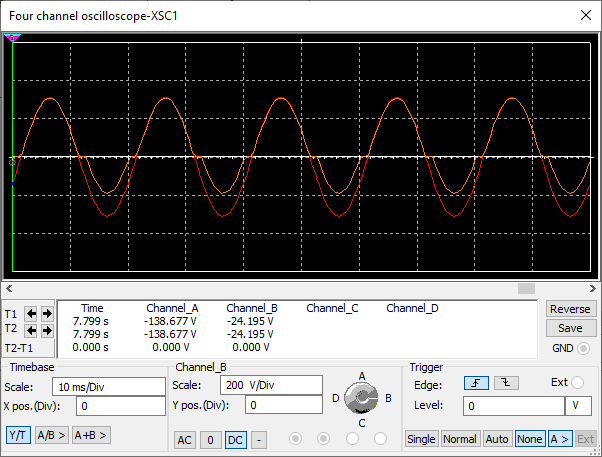 Four channel oscilloscope-XSC1
T1
T2
T2-T1
Time Channel_A Channel_B Channel_C Channel_D
7.799 s -138.677 V -24.195 V
7.799 s -138.677 V -24.195 V
0.000 s 0.000 V 0.000 V
Reverse
Save
GND
Timebase
Scale: 10 ms/Div
X pos.(Div): 0
Y/T A/B > A+B >
Channel_B
Scale: 200 V/Div
Y pos.(Div): 0
AC 0 DC -
A
D B
C
Trigger
Edge: Ext
Level: 0 V
Single Normal Auto None A > Ext